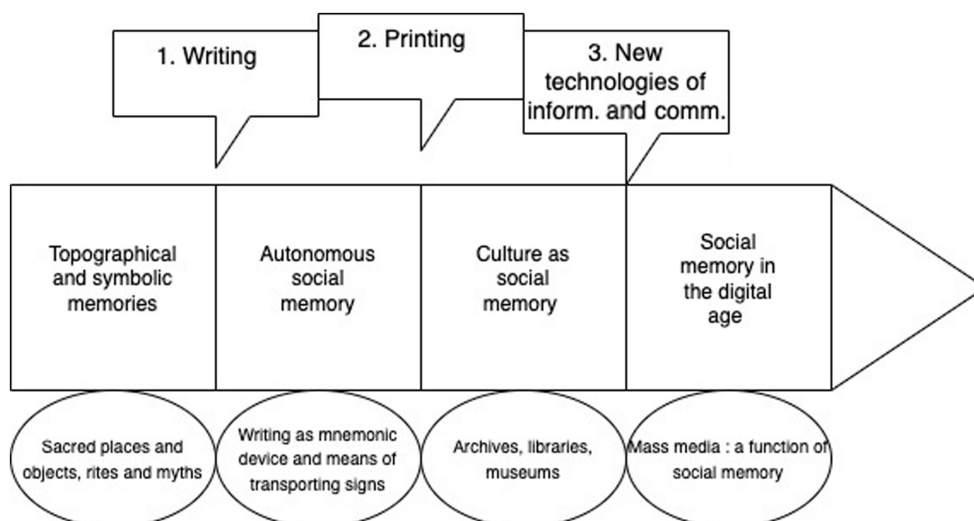 1. Writing
2. Printing
3. New
technologies of
inform. and comm.
Topographical
and symbolic
memories
Autonomous
social
memory
Culture as
social
memory
Social
memory in
the digital
age
Sacred places and
objects, rites and myths
Writing as mnemonic
device and means of
transporting signs
Archives, libraries,
museums
Mass media : a function of
social memory